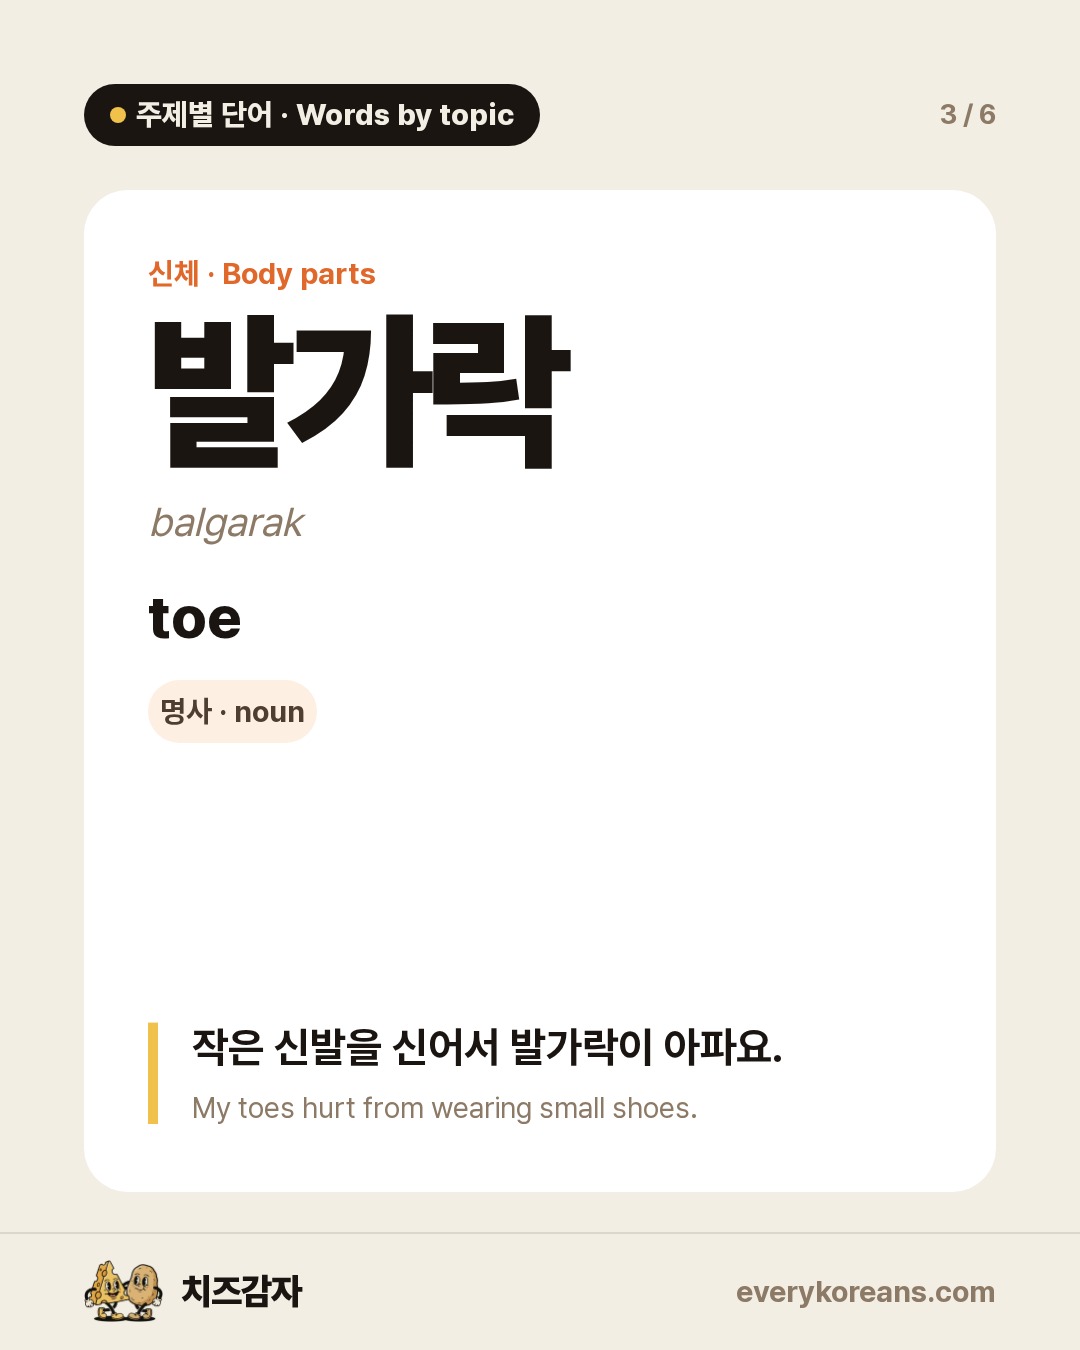 주제별 단어 · Words by topic
3 / 6
신체 · Body parts
발가락
balgarak
toe
명사 · noun
작은 신발을 신어서 발가락이 아파요.
My toes hurt from wearing small shoes.
치즈감자
everykoreans.com